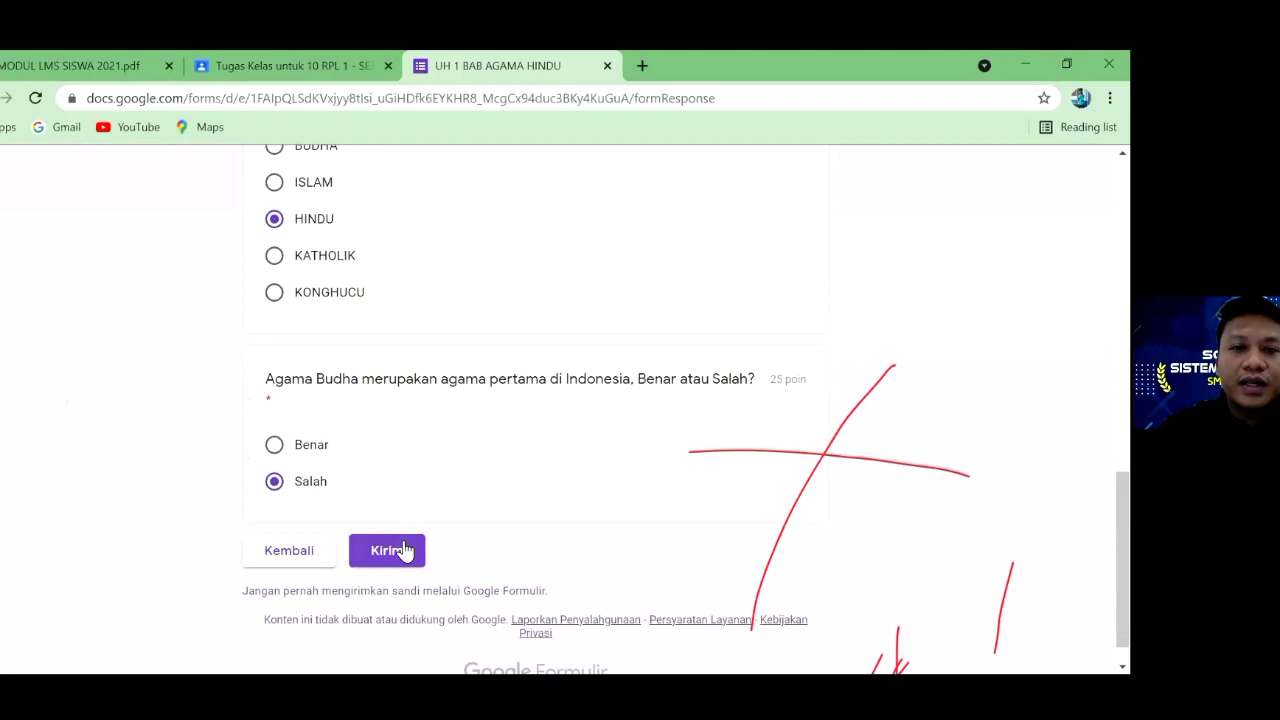 MODUL LMS SISWA 2021.pdf
Tugas Kelas untuk 10 RPL 1 - SE
UH 1 BAB AGAMA HINDU
docs.google.com/forms/d/e/1FAIpQLSdKVxjyy8tIsi_uGiHDfk6EYKHR8_McgCx94duc3BKy4KuGuA/formResponse
pps
Gmail
YouTube
Maps
Reading list
BUDHA
ISLAM
HINDU
KATHOLIK
KONGHUCU
Agama Budha merupakan agama pertama di Indonesia, Benar atau Salah?
25 poin
*
Benar
Salah
Kembali
Kirim
Jangan pernah mengirimkan sandi melalui Google Formulir.
Konten ini tidak dibuat atau didukung oleh Google. Laporkan Penyalahgunaan - Persyaratan Layanan - Kebijakan
Privasi
Google Formulir
SISTEM
SM